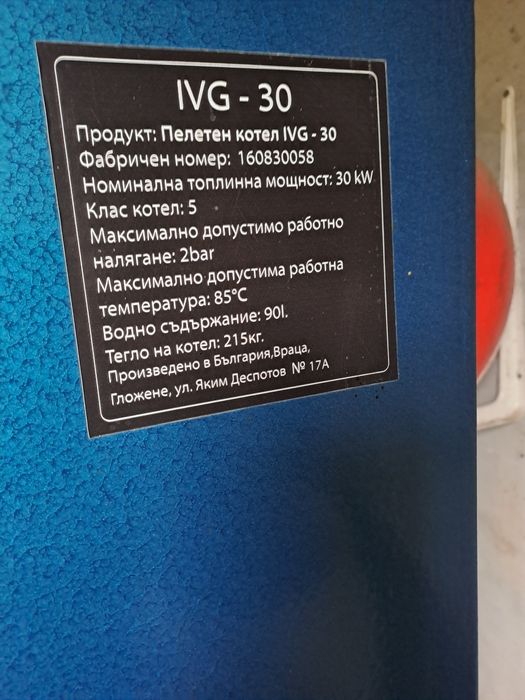 IVG - 30
Продукт: Пелетен котел IVG - 30
Фабричен номер: 160830058
Номинална топлинна мощност: 30 kW
Клас котел: 5
Максимално допустимо работно
налягане: 2bar
Максимално допустима работна
температура: 85°C
Водно съдържание: 90l.
Тегло на котел: 215кг.
Произведено в България,Враца,
Гложене, ул. Яким Деспотов № 17А